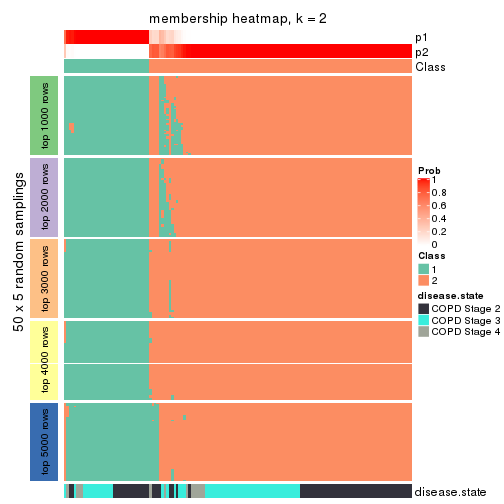 membership heatmap, k = 2
p1
p2
Class
50 x 5 random samplings
top 1000 rows
top 2000 rows
top 3000 rows
top 4000 rows
top 5000 rows
disease.state
Prob
1
0.8
0.6
0.4
0.2
0
Class
1
2
disease.state
COPD Stage 2
COPD Stage 3
COPD Stage 4